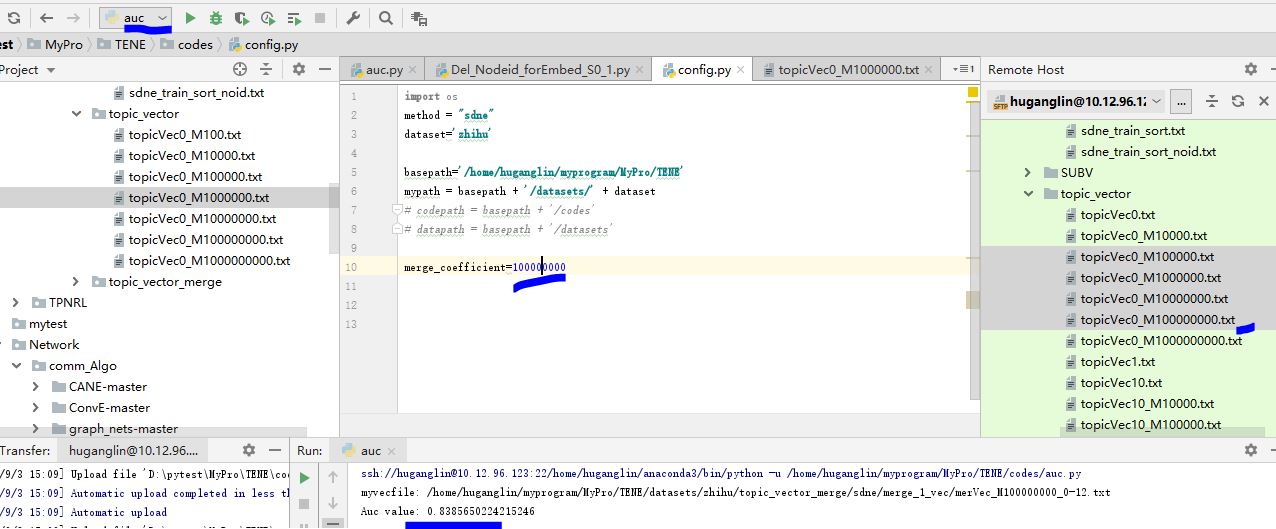 auc
est MyPro TENE codes config.py
Project
sdne_train_sort_noid.txt
topic_vector
topicVec0_M100.txt
topicVec0_M10000.txt
topicVec0_M100000.txt
topicVec0_M1000000.txt
topicVec0_M10000000.txt
topicVec0_M100000000.txt
topicVec0_M1000000000.txt
topic_vector_merge
TPNRL
mytest
Network
comm_Algo
CANE-master
ConvE-master
graph_nets-master
auc.py Del_Nodeid_forEmbed_S0_1.py config.py topicVec0_M1000000.txt 1
1 import os
2 method = "sdne"
3 dataset='zhihu'
4
5 basepath='/home/huganglin/myprogram/MyPro/TENE'
6 mypath = basepath + '/datasets/' + dataset
7 # codepath = basepath + '/codes'
8 # datapath = basepath + '/datasets'
9
10 merge_coefficient=100000000
11
12
13
Remote Host
SFTP huganglin@10.12.96.12 ...
sdne_train_sort.txt
sdne_train_sort_noid.txt
SUBV
topic_vector
topicVec0.txt
topicVec0_M10000.txt
topicVec0_M100000.txt
topicVec0_M1000000.txt
topicVec0_M10000000.txt
topicVec0_M100000000.txt
topicVec0_M1000000000.txt
topicVec1.txt
topicVec10.txt
topicVec10_M10000.txt
topicVec10_M100000.txt
Transfer: huganglin@10.12.96....
/9/3 15:09] Upload file 'D:\pytest\MyPro\TENE\cod
/9/3 15:09] Automatic upload completed in less th
/9/3 15:09] Automatic upload
Run: auc
ssh://huganglin@10.12.96.123:22/home/huganglin/anaconda3/bin/python -u /home/huganglin/myprogram/MyPro/TENE/codes/auc.py
myvecfile: /home/huganglin/myprogram/MyPro/TENE/datasets/zhihu/topic_vector_merge/sdne/merge_1_vec/merVec_M100000000_0-12.txt
Auc value: 0.8385650224215246